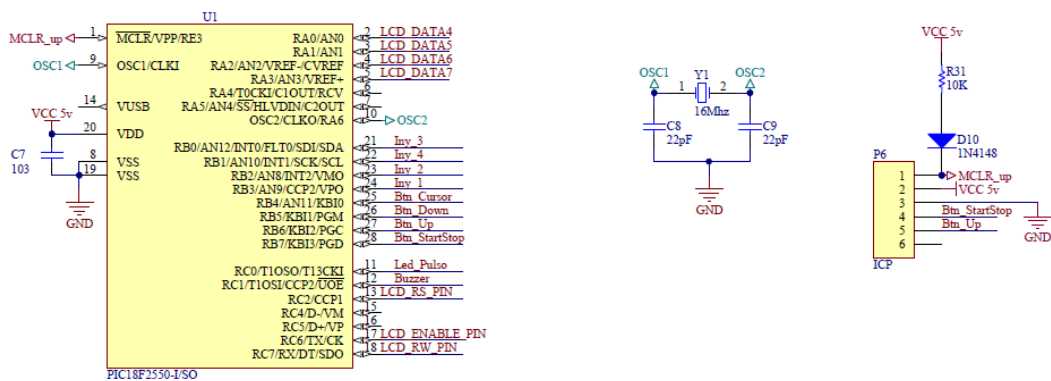 U1
MCLR_up 1 MCLR/VPP/RE3 RA0/AN0 2 LCD_DATA4
RA1/AN1 3 LCD_DATA5
OSC1 9 OSC1/CLKI RA2/AN2/VREF-/CVREF 4 LCD_DATA6
RA3/AN3/VREF+ 5 LCD_DATA7
RA4/T0CKI/C1OUT/RCV 6
14 VUSB RA5/AN4/SS/HLVDIN/C2OUT 7
OSC2/CLKO/RA6 10 OSC2
VCC 5v
20 VDD
RB0/AN12/INT0/FLT0/SDI/SDA 21 Inv_3
C7
103
8 VSS RB1/AN10/INT1/SCK/SCL 22 Inv_4
19 VSS RB2/AN8/INT2/VMO 23 Inv_2
RB3/AN9/CCP2/VPO 24 Inv_1
RB4/AN11/KBI0 25 Btn_Cursor
RB5/KBI1/PGM 26 Btn_Down
GND
RB6/KBI2/PGC 27 Btn_Up
RB7/KBI3/PGD 28 Btn_StartStop
RC0/T1OSO/T13CKI 11 Led_Pulso
RC1/T1OSI/CCP2/UOE 12 Buzzer
RC2/CCP1 13 LCD_RS_PIN
RC4/D-/VM 15
RC5/D+/VP 16
RC6/TX/CK 17 LCD_ENABLE_PIN
RC7/RX/DT/SDO 18 LCD_RW_PIN
PIC18F2550-I/SO
OSC1 Y1 OSC2
1 2
16Mhz
C8 C9
22pF 22pF
GND
VCC 5v
R31
10K
D10
1N4148
P6
1 MCLR_up
2 VCC 5v
3
4 Btn_StartStop
5 Btn_Up
GND
6
ICP